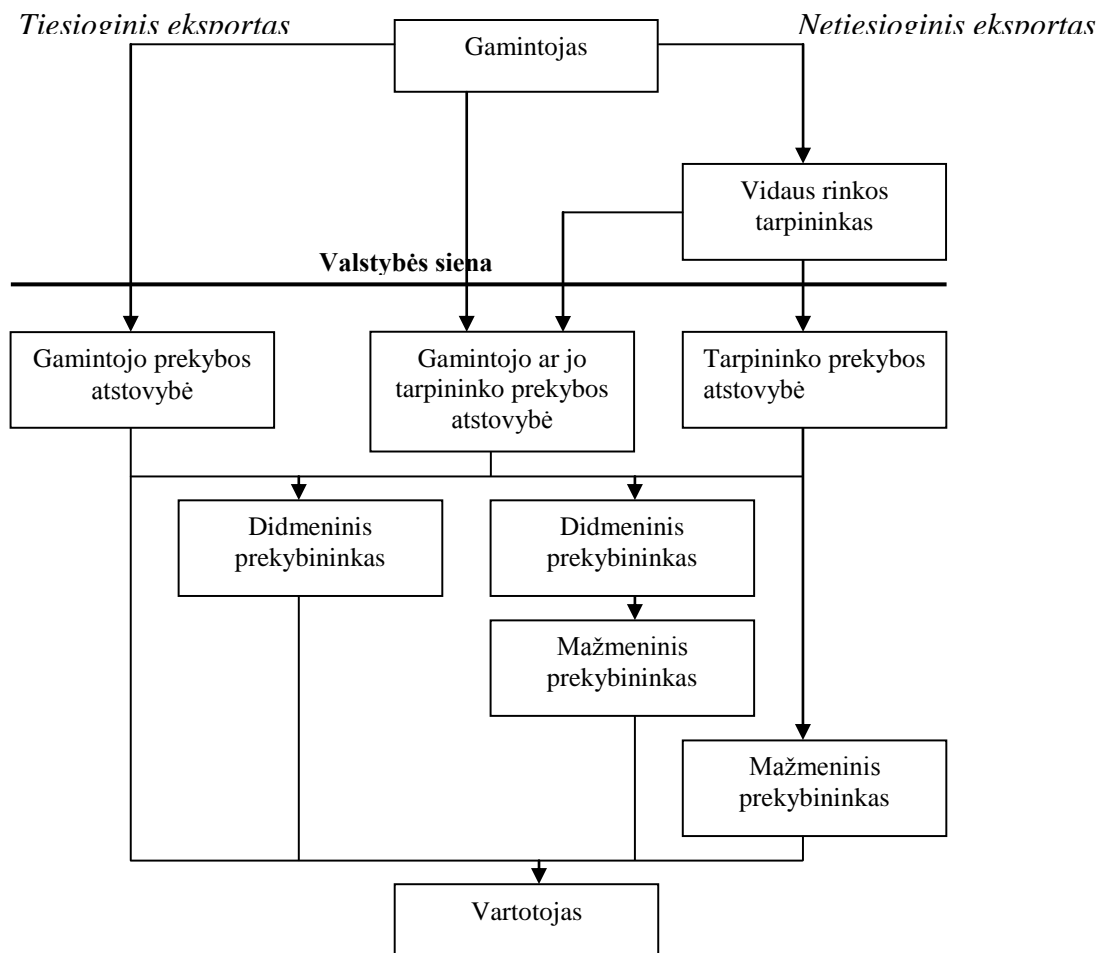 Tiesioginis eksportas
Netiesioginis eksportas
Gamintojas
Vidaus rinkos
tarpininkas
Valstybės siena
Gamintojo prekybos
atstovybė
Gamintojo ar jo
tarpininko prekybos
atstovybė
Tarpininko prekybos
atstovybė
Didmeninis
prekybininkas
Didmeninis
prekybininkas
Mažmeninis
prekybininkas
Mažmeninis
prekybininkas
Vartotojas